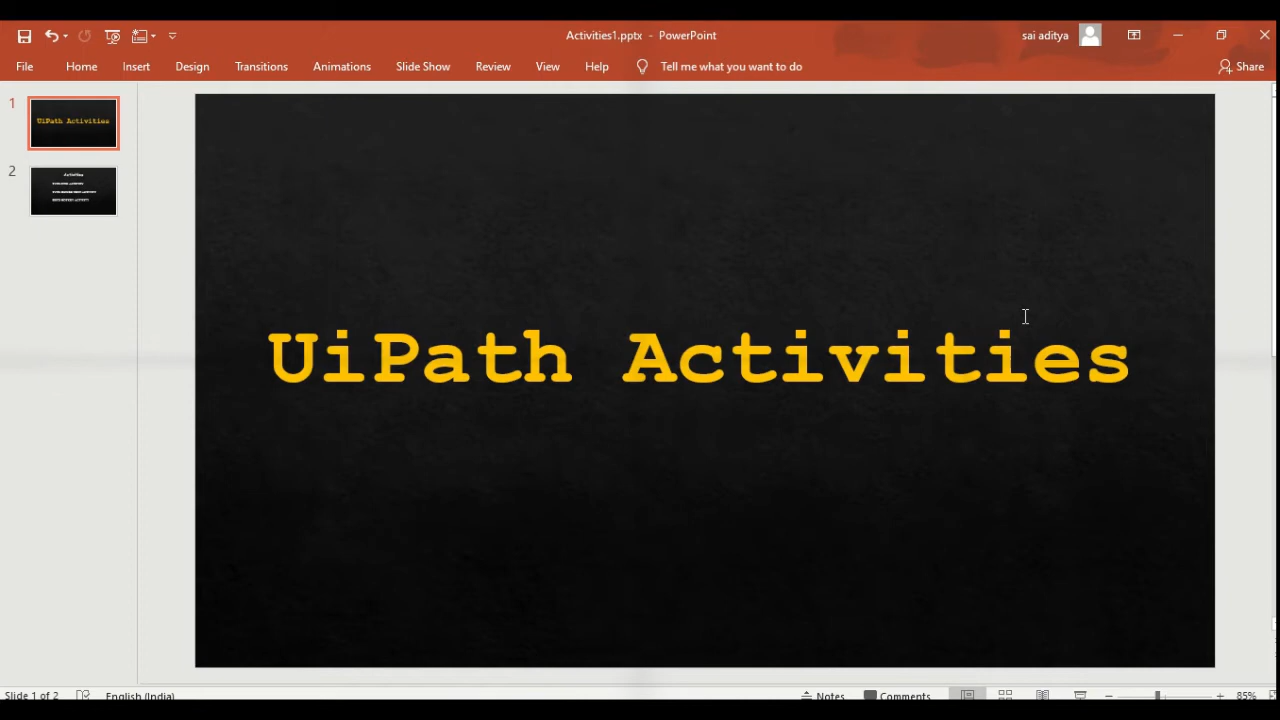 Activities1.pptx - PowerPoint
sai aditya
File Home Insert Design Transitions Animations Slide Show Review View Help Tell me what you want to do Share
1
UiPath Activities
2
Activities
UiPath Activities
Slide 1 of 2 English (India) Notes Comments 85%